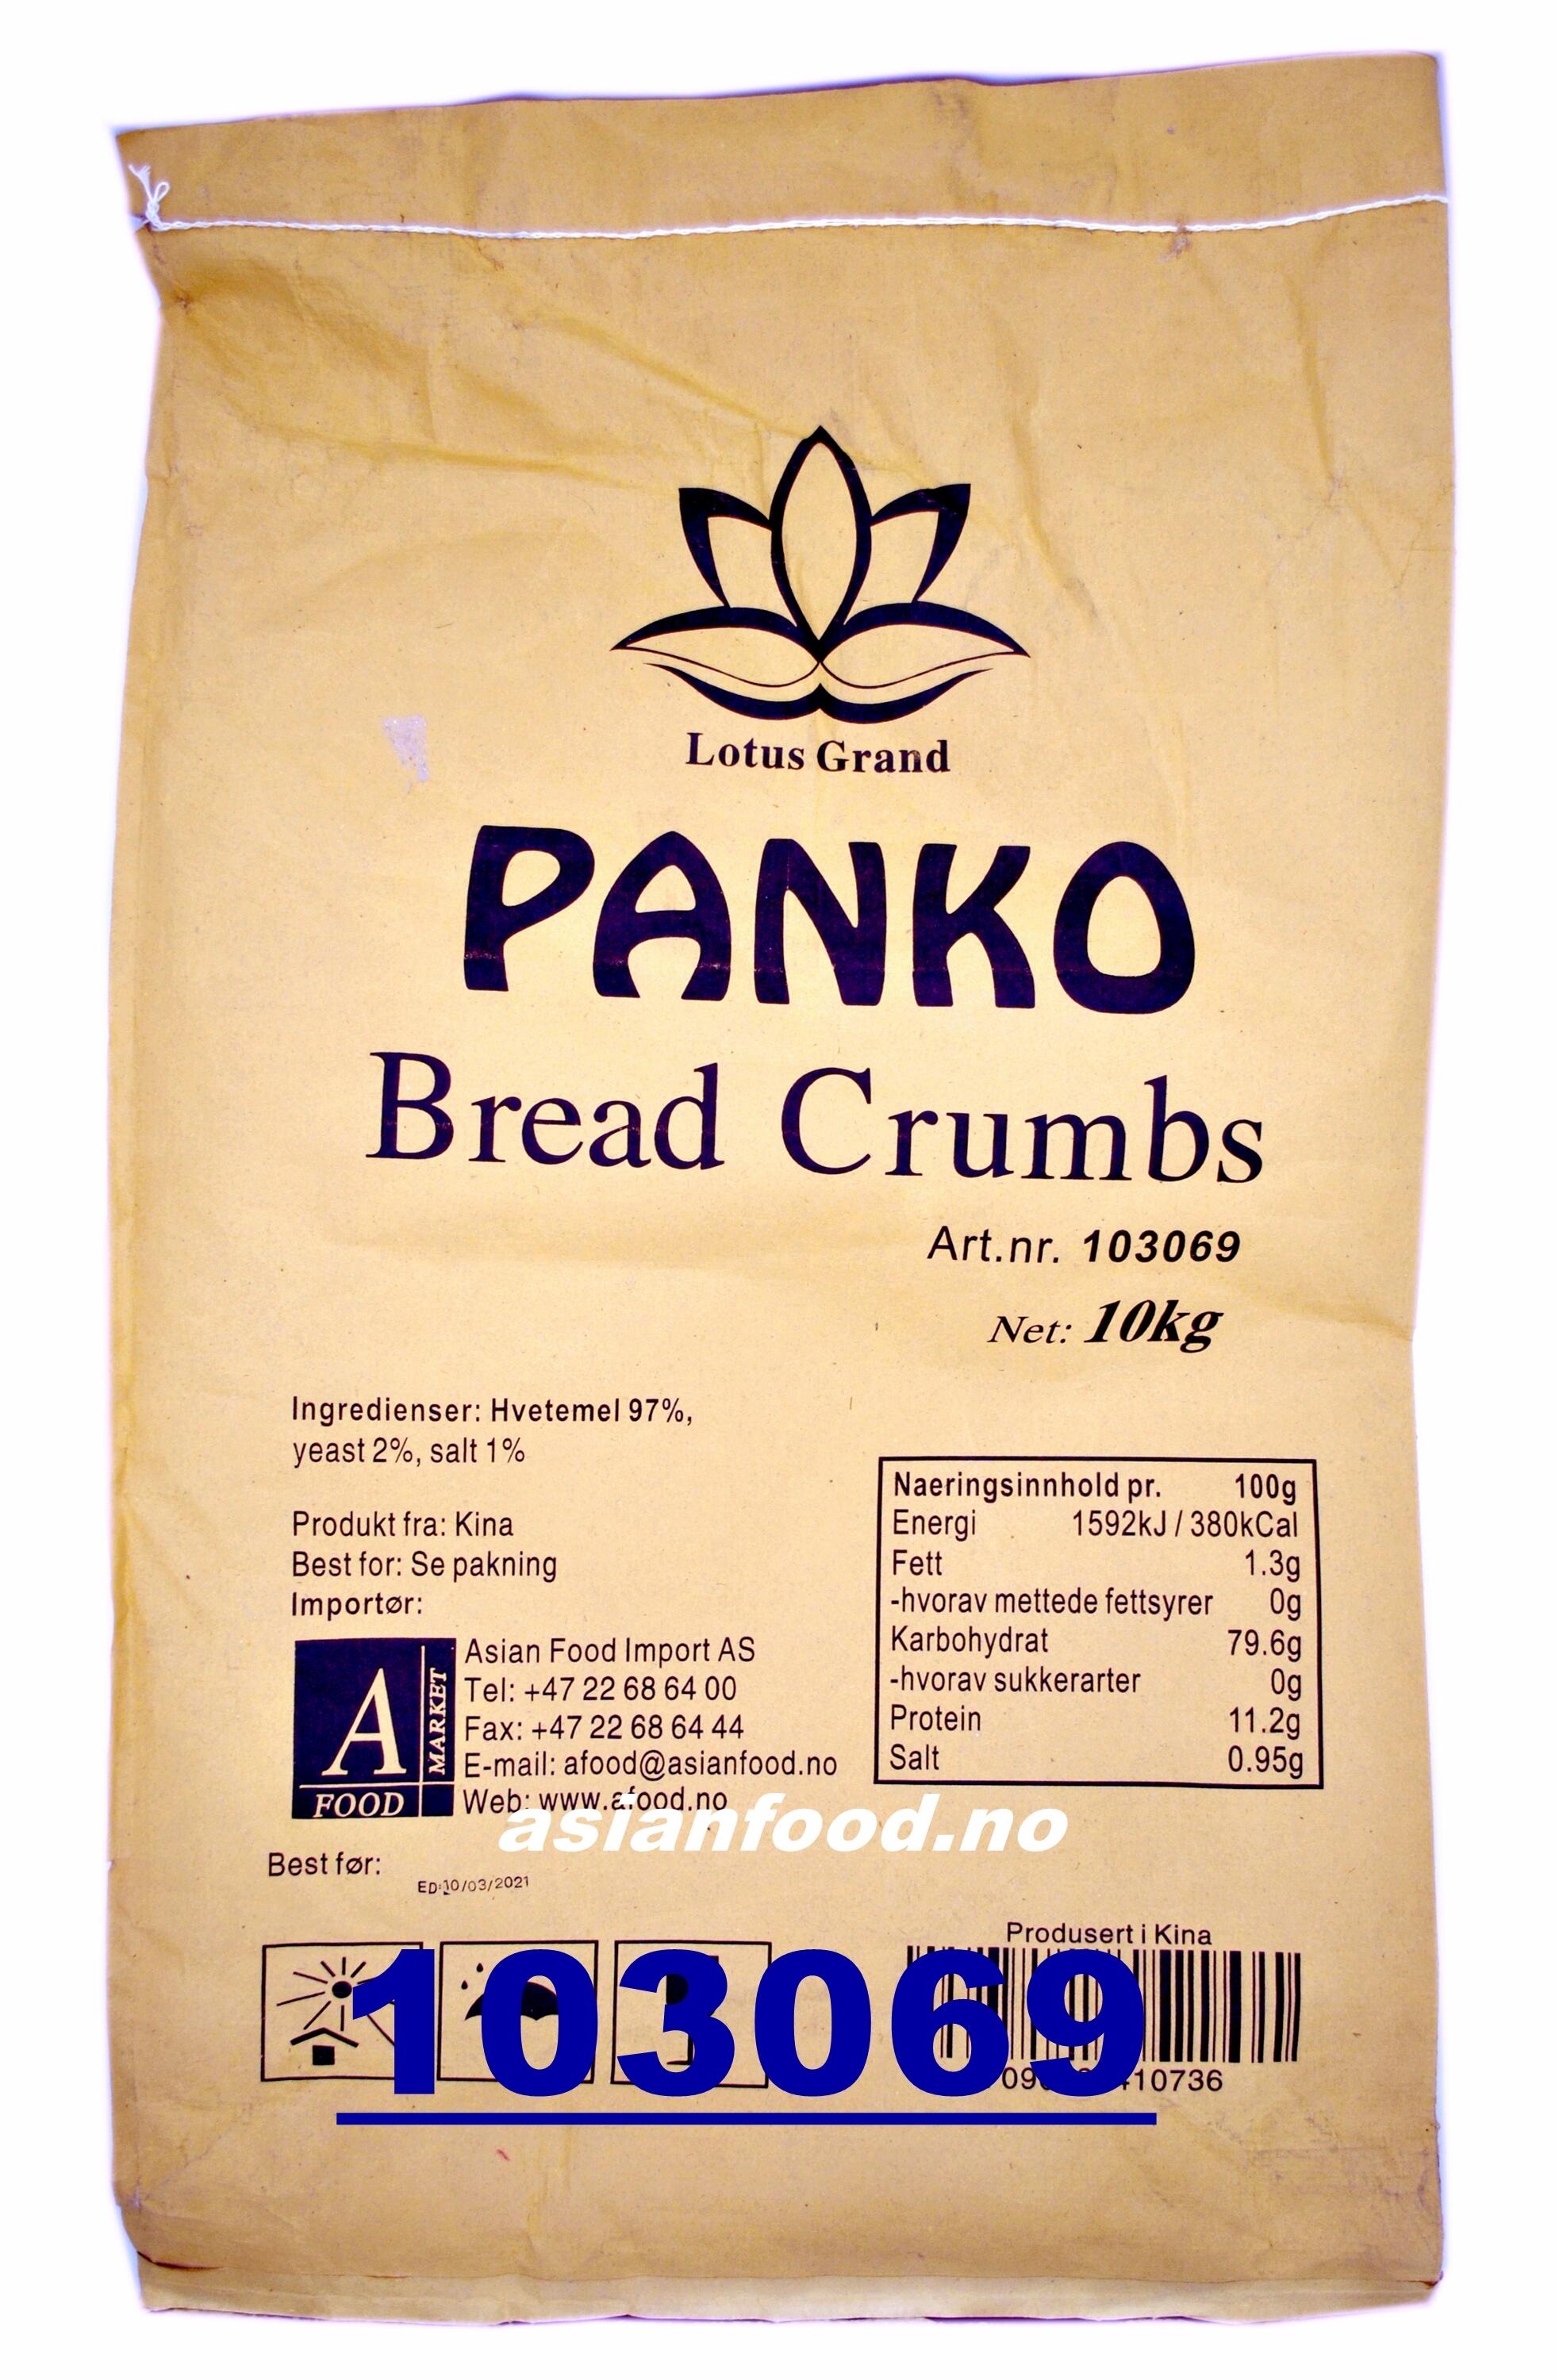 Lotus Grand
PANKO
Bread Crumbs
Art.nr. 103069
Net: 10kg
Ingredienser: Hvetemel 97%,
yeast 2%, salt 1%
Produkt fra: Kina
Best for: Se pakning
Importør:
A
MARKET
FOOD
Asian Food Import AS
Tel: +47 22 68 64 00
Fax: +47 22 68 64 44
E-mail: afood@asianfood.no
Web: www.afood.no
Naeringsinnhold pr. 100g
Energi 1592kJ / 380kCal
Fett 1.3g
-hvorav mettede fettsyrer 0g
Karbohydrat 79.6g
-hvorav sukkerarter 0g
Protein 11.2g
Salt 0.95g
asianfood.no
Best før:
ED:10/03/2021
Produsert i Kina
103069